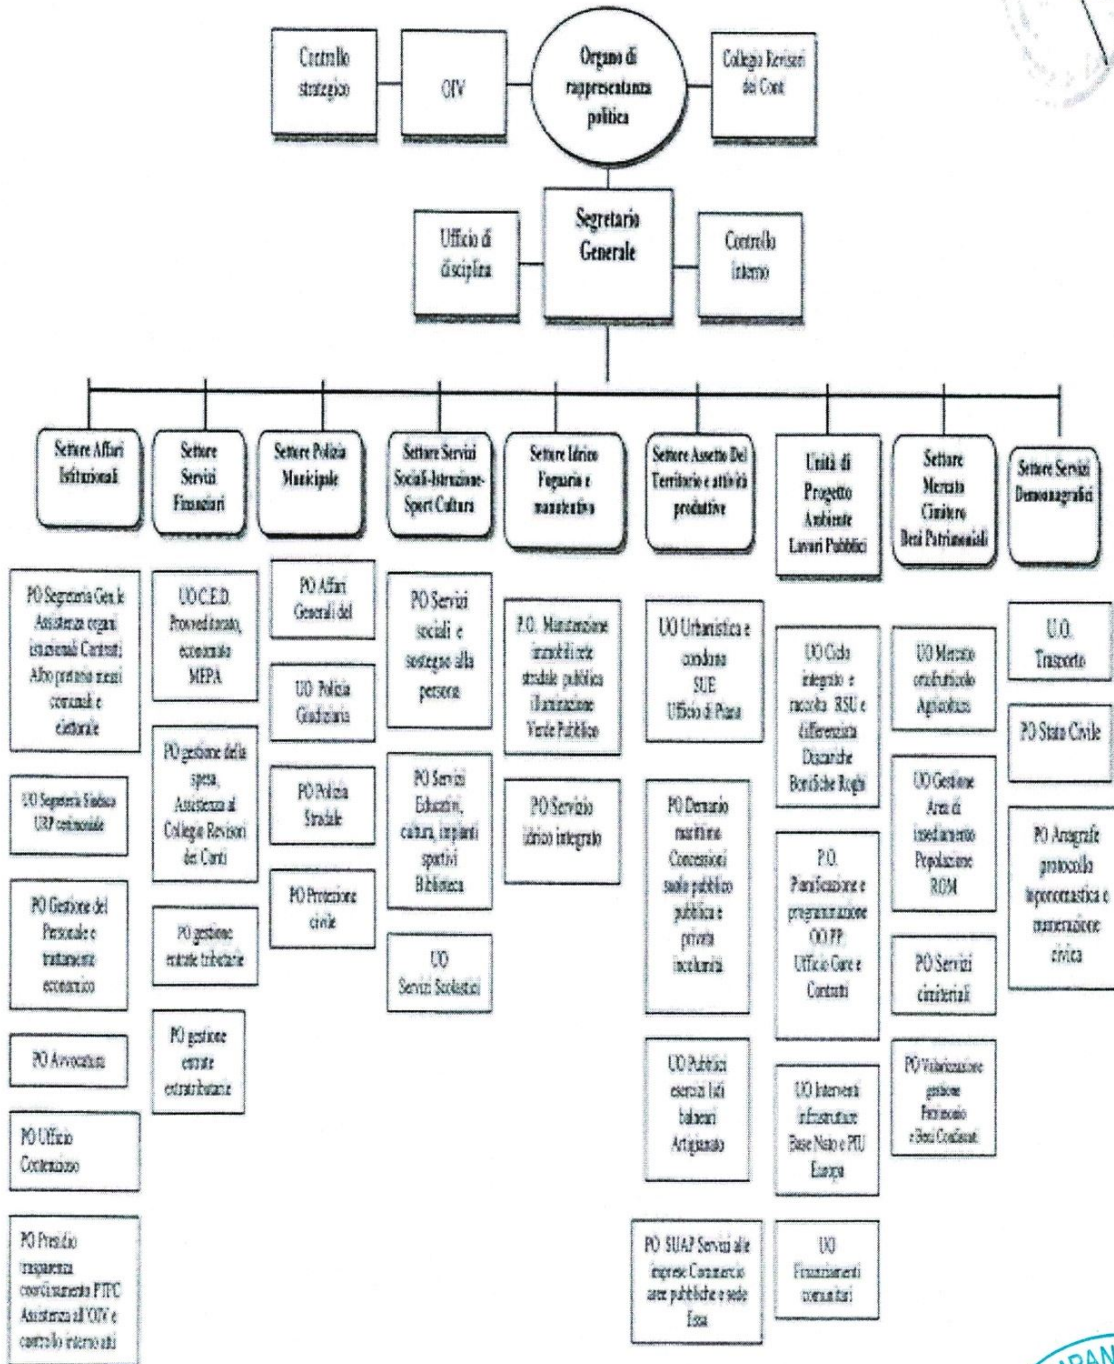 Controllo
strategico
OIV
Organo di
rappresentanza
politica
Collegio Revisori
dei Conti
Ufficio di
disciplina
Segretario
Generale
Controllo
interno
Settore Affari
Istituzionali
Settore
Servizi
Finanziari
Settore Polizia
Municipale
Settore Servizi
Sociali-Istruzione-
Sport Cultura
Settore Idrico
Fognario e
manutentivo
Settore Assetto Del
Territorio e attività
produttive
Unità di
Progetto
Ambiente
Lavori Pubblici
Settore
Mercato
Cimitero
Beni Patrimoniali
Settore Servizi
PO Segreteria Gen.le
Assistenza organi
Contratti
Albo pretorio messi
comunali e
elettorale
UO Segreteria Sindaco
URP cerimoniale
PO Gestione del
Personale e
trattamento
economico
PO Avvocatura
PO Ufficio
Contenzioso
PO Presidio
trasparenza
coordinamento PTPC
Assistenza all'OIV e
controllo interno atti
UO C.E.D.
Provveditorato,
economato
MEPA
PO gestione della
spesa,
Assistenza al
Collegio Revisori
dei Conti
PO gestione
entrate tributarie
PO gestione
entrate
extratributarie
PO Affari
Generali del
UO Polizia
Giudiziaria
PO Polizia
Stradale
PO Protezione
civile
PO Servizi
sociali e
sostegno alla
persona
PO Servizi
Educativi,
cultura, impianti
sportivi
Biblioteca
UO
Servizi Scolastici
P.O. Manutenzione
immobili rete
stradale pubblica
illuminazione
Verde Pubblico
PO Servizio
idrico integrato
UO Urbanistica e
condono
SUE
Ufficio di Piano
PO Demanio
marittimo
Concessioni
suolo pubblico
pubblica e
privata
incolumità
UO Pubblici
esercizi lidi
balneari
Artigianato
PO SUAP Servizi alle
imprese Commercio
aree pubbliche e sede
fissa
UO Ciclo
integrato e
raccolta RSU e
differenziata
Discariche
Bonifiche Roghi
P.O.
Pianificazione e
programmazione
OO.PP.
Ufficio Gare e
Contratti
UO Interventi
infrastrutture
Base Nato e PIU
Europa
UO
Finanziamenti
comunitari
UO Mercato
ortofrutticolo
Agricoltura
UO Gestione
Area di
insediamento
Popolazione
ROM
PO Servizi
cimiteriali
PO Valorizzazione
gestione
Patrimonio
e Beni Confiscati
U.O.
Trasporto
PO Stato Civile
PO Anagrafe
protocollo
toponomastica e
numerazione
civica